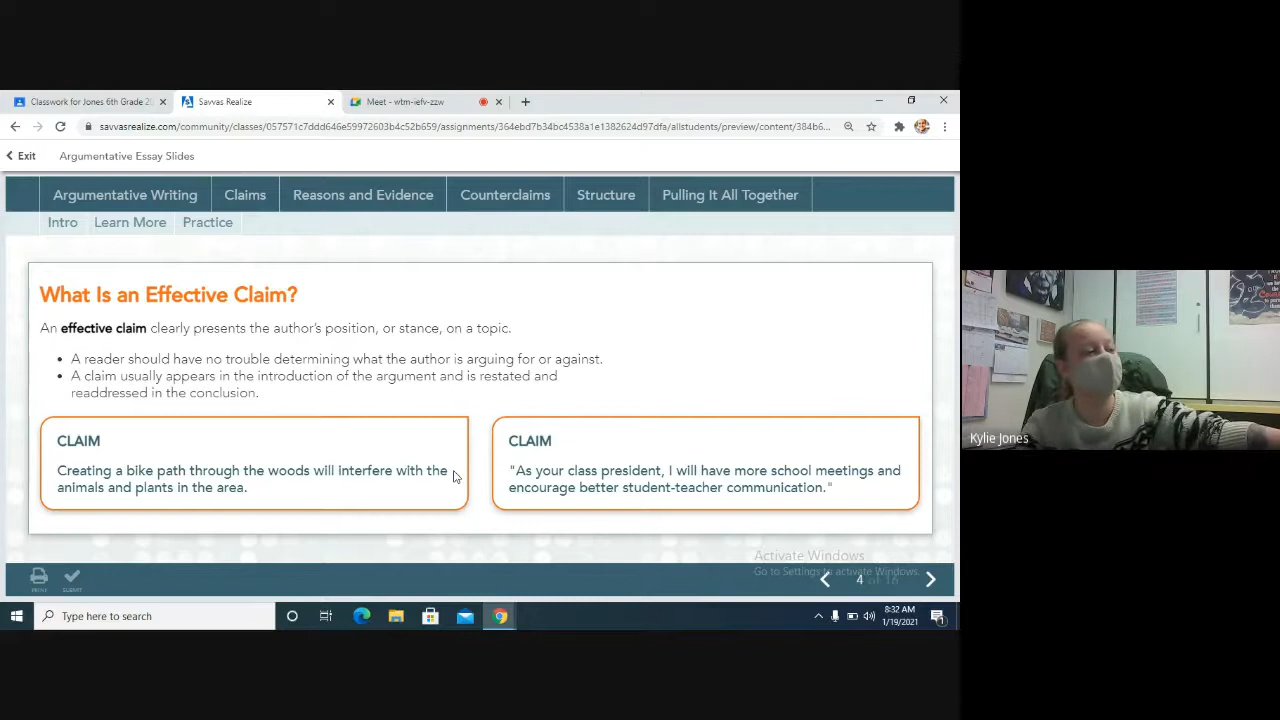 Classwork for Jones 6th Grade 2
Savvas Realize
Meet - wtm-iefv-zzw
savvasrealize.com/community/classes/057571c7ddd646e59972603b4c52b659/assignments/364ebd7b34bc4538a1e1382624d97dfa/allstudents/preview/content/384b6...
Exit
Argumentative Essay Slides
Argumentative Writing
Claims
Reasons and Evidence
Counterclaims
Structure
Pulling It All Together
Intro
Learn More
Practice
What Is an Effective Claim?
An effective claim clearly presents the author's position, or stance, on a topic.
• A reader should have no trouble determining what the author is arguing for or against.
• A claim usually appears in the introduction of the argument and is restated and
readdressed in the conclusion.
CLAIM
Creating a bike path through the woods will interfere with the
animals and plants in the area.
CLAIM
"As your class president, I will have more school meetings and
encourage better student-teacher communication."
Kylie Jones
Activate Windows
Go to Settings to activate Windows.
PRINT
SUBMIT
4 of 16
Type here to search
8:32 AM
1/19/2021
1